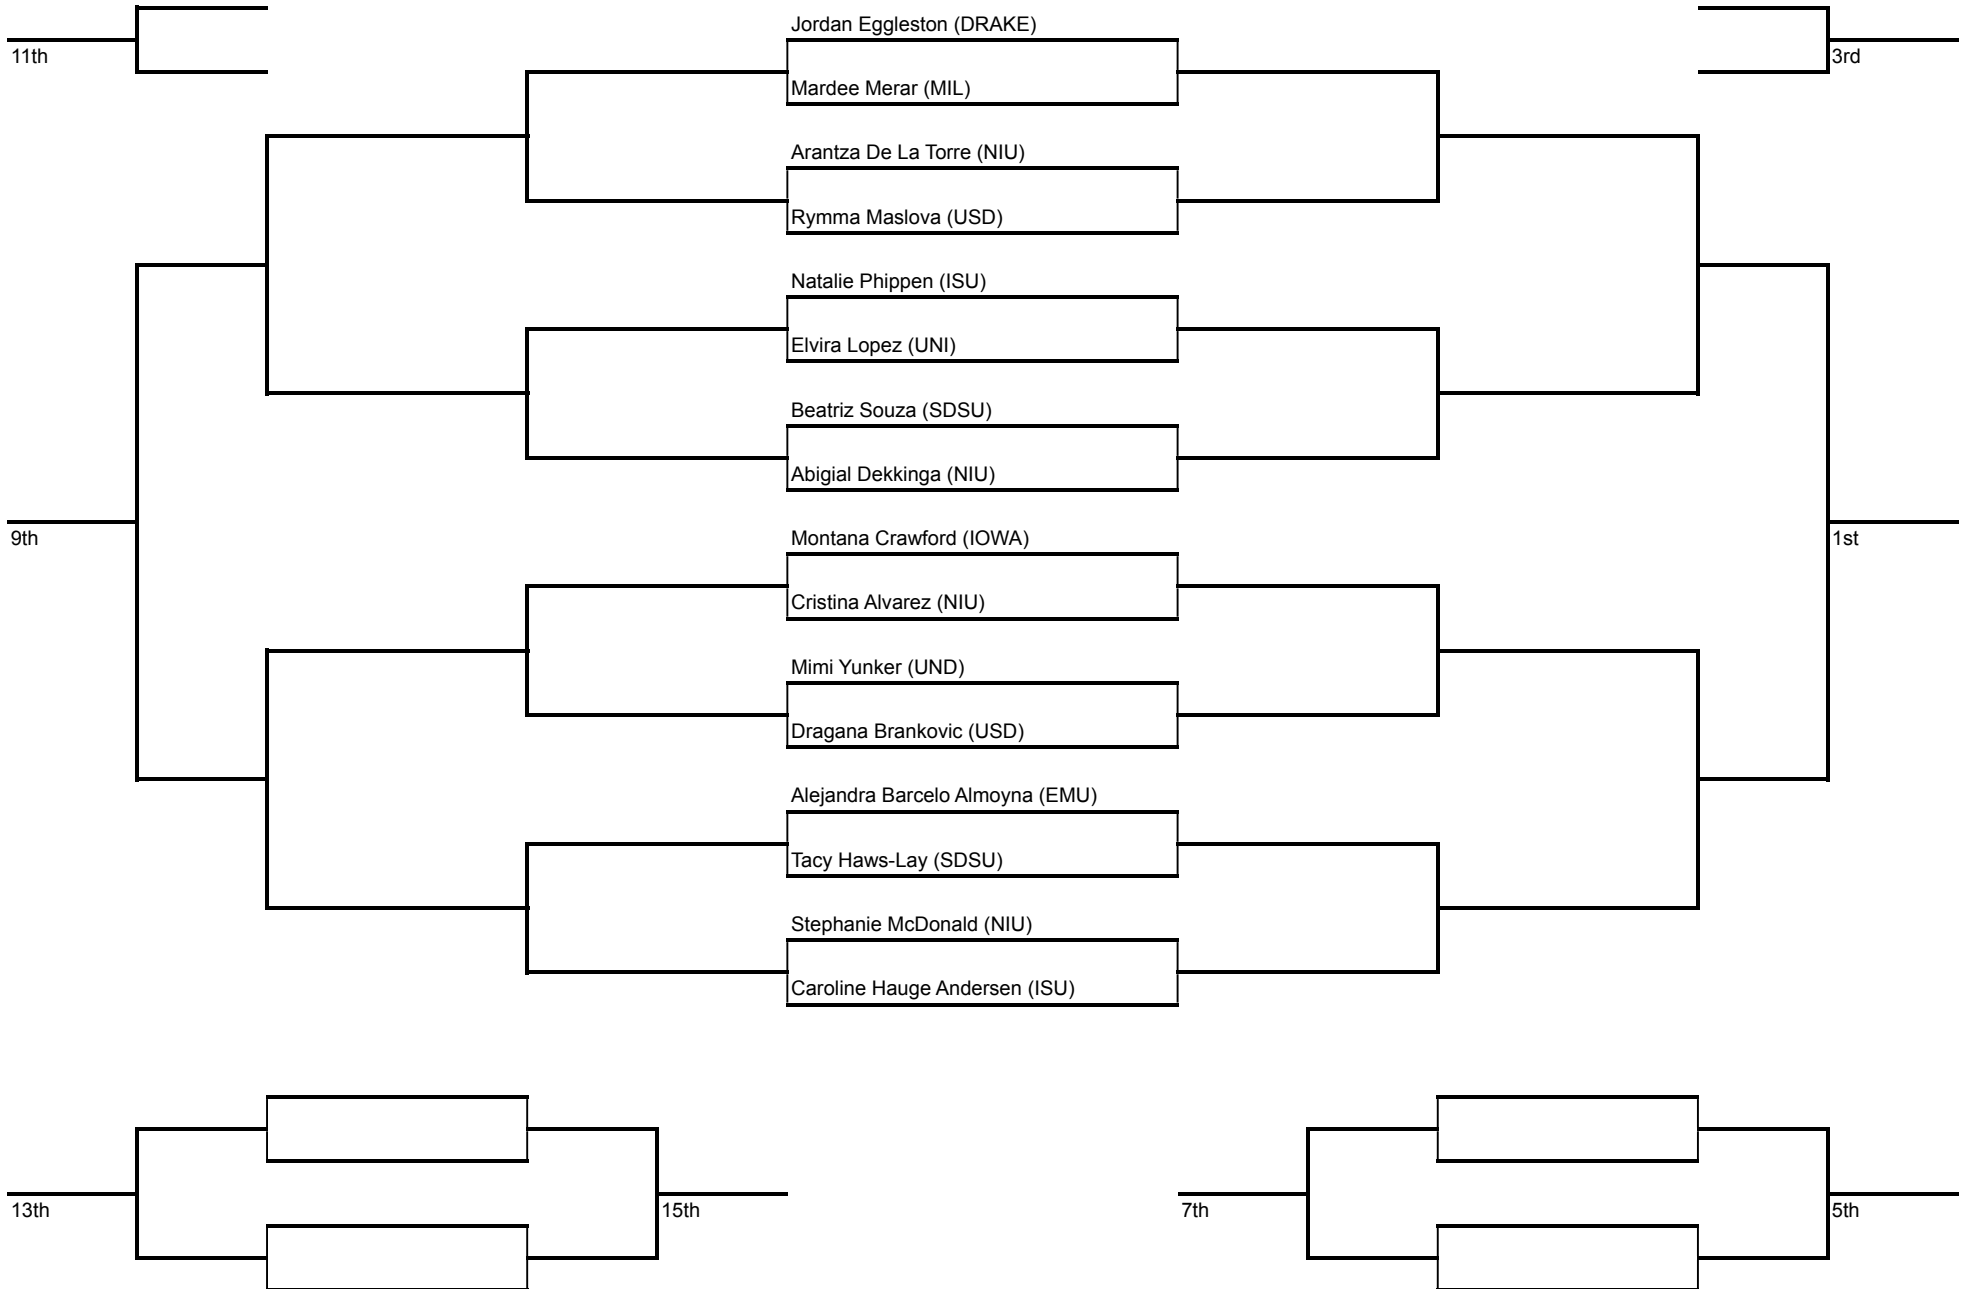 Jordan Eggleston (DRAKE)
11th
3rd
Mardee Merar (MIL)
Arantza De La Torre (NIU)
Rymma Maslova (USD)
Natalie Phippen (ISU)
Elvira Lopez (UNI)
Beatriz Souza (SDSU)
Abigial Dekkinga (NIU)
Montana Crawford (IOWA)
9th
1st
Cristina Alvarez (NIU)
Mimi Yunker (UND)
Dragana Brankovic (USD)
Alejandra Barcelo Almoyna (EMU)
Tacy Haws-Lay (SDSU)
Stephanie McDonald (NIU)
Caroline Hauge Andersen (ISU)
13th
15th
7th
5th